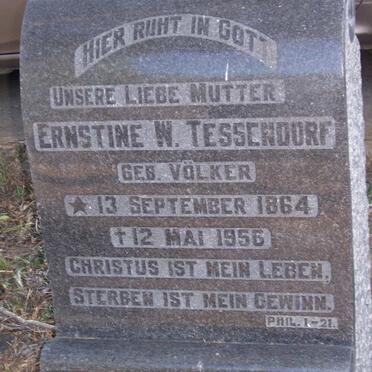 HIER RUHT IN GOTT
UNSERE LIEBE MUTTER
ERNSTINE W. TESSENDORF
GEB. VÖLKER
★ 13 SEPTEMBER 1864
† 12 MAI 1956
CHRISTUS IST MEIN LEBEN,
STERBEN IST MEIN GEWINN.
PHIL. 1-21.